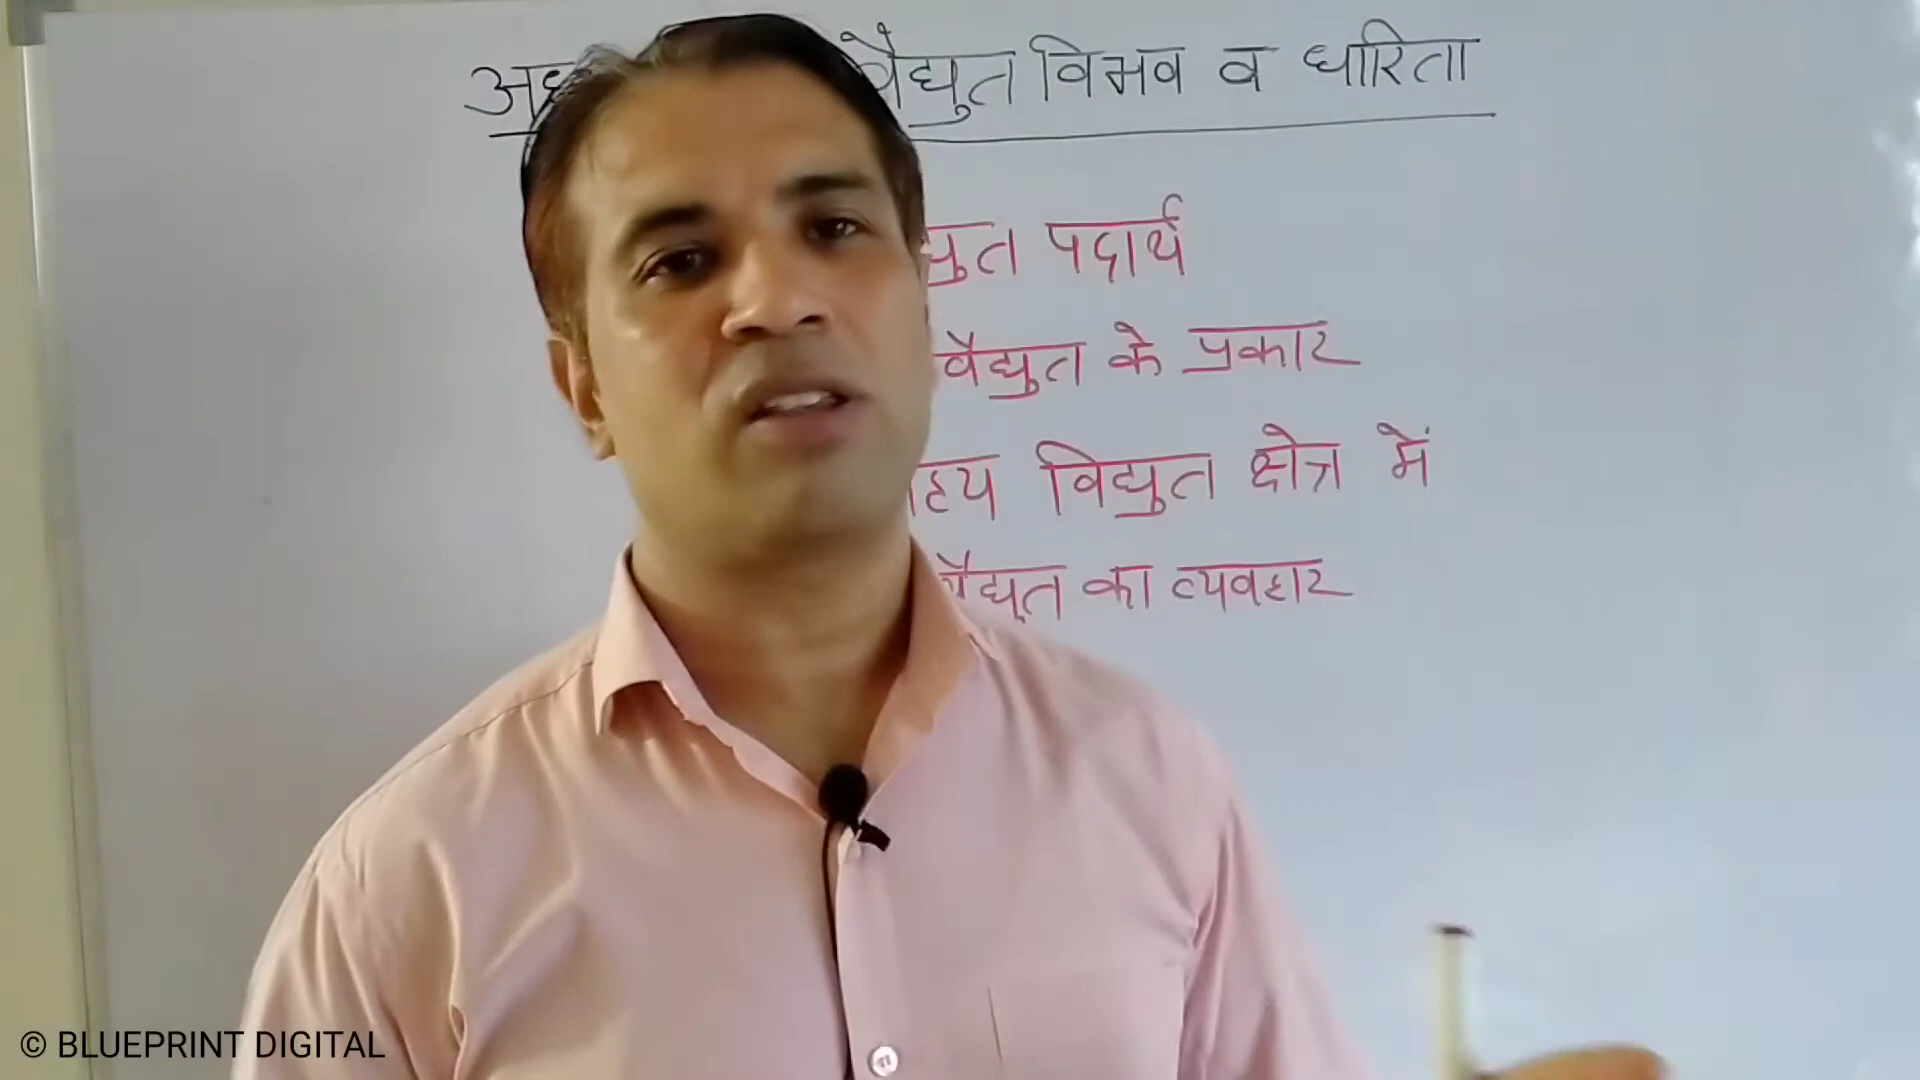 वैद्युत विभव व धारिता
पदार्थ
वैद्युत के प्रकार
विद्युत क्षेत्र में
का व्यवहार
© BLUEPRINT DIGITAL